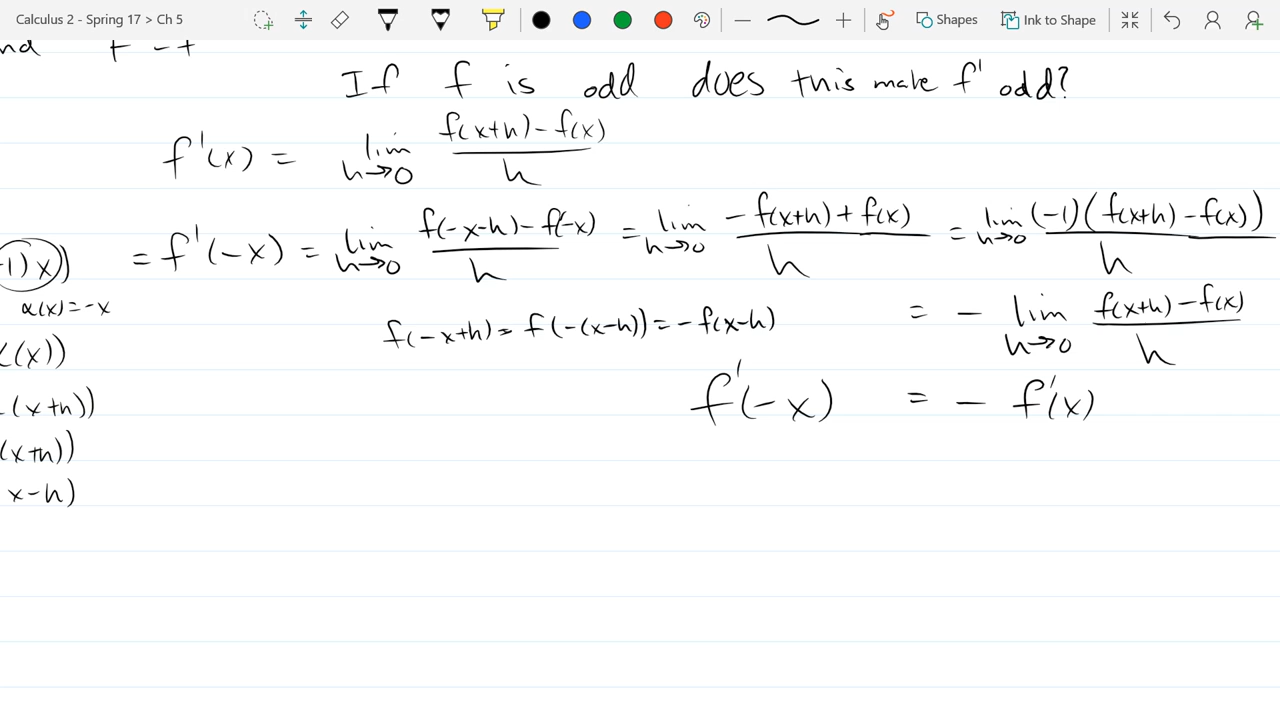 Calculus 2 - Spring 17 > Ch 5 Shapes Ink to Shape
If f is odd does this make f' odd?
f'(x) = lim h→0 f(x+h) - f(x) / h
1)x)) = f'(-x) = lim h→0 f(-x-h) - f(-x) / h = lim h→0 -f(x+h) + f(x) / h = lim h→0 (-1)(f(x+h) - f(x)) / h
α(x) = -x
f(-x+h) = f(-(x-h)) = -f(x-h) = - lim h→0 f(x+h) - f(x) / h
(x))
f'(-x) = - f'(x)
(x+h))
(x+h))
x-h)